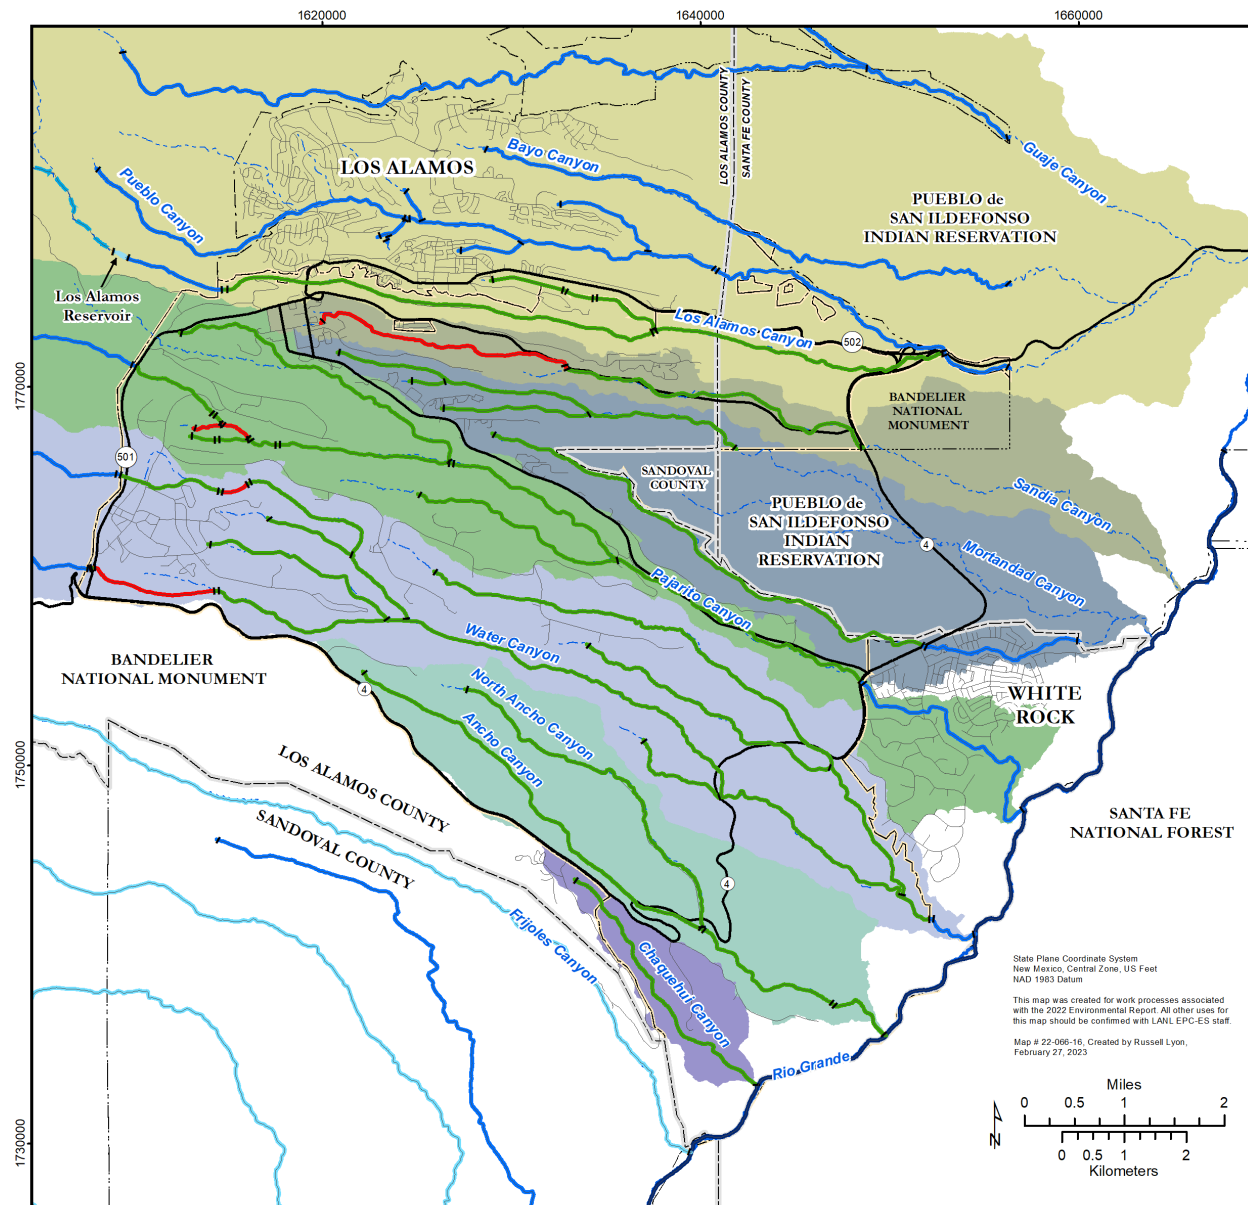 1620000
1640000
1660000
LOS ALAMOS COUNTY
SANTA FE COUNTY
Guaje Canyon
Bayo Canyon
LOS ALAMOS
Pueblo Canyon
PUEBLO de
SAN ILDEFONSO
INDIAN RESERVATION
Los Alamos
Reservoir
Los Alamos Canyon
502
1770000
BANDELIER
NATIONAL
MONUMENT
501
SANDOVAL
COUNTY
PUEBLO de
SAN ILDEFONSO
INDIAN
RESERVATION
Sandia Canyon
4
Mortandad Canyon
Pajarito Canyon
Water Canyon
BANDELIER
NATIONAL MONUMENT
4
North Ancho Canyon
Ancho Canyon
WHITE
ROCK
1750000
LOS ALAMOS COUNTY
SANDOVAL COUNTY
SANTA FE
NATIONAL FOREST
4
Frijoles Canyon
Chaquehui Canyon
State Plane Coordinate System
New Mexico, Central Zone, US Feet
NAD 1983 Datum
This map was created for work processes associated
with the 2022 Environmental Report. All other uses for
this map should be confirmed with LANL EPC-ES staff.
Map # 22-066-16, Created by Russell Lyon,
February 27, 2023
Rio Grande
1730000
N
Miles
0 0.5 1 2
0 0.5 1 2
Kilometers